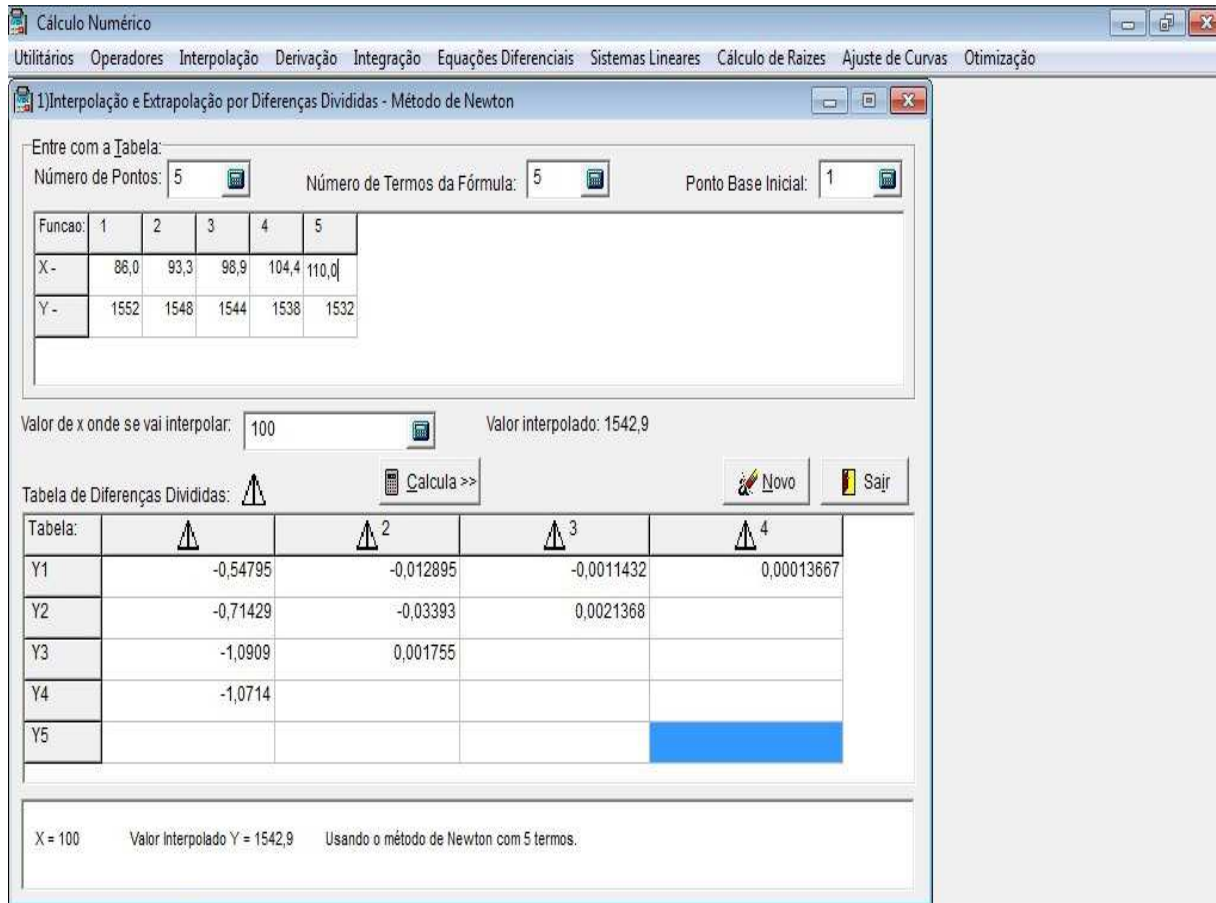 Cálculo Numérico
Utilitários Operadores Interpolação Derivação Integração Equações Diferenciais Sistemas Lineares Cálculo de Raizes Ajuste de Curvas Otimização
1)Interpolação e Extrapolação por Diferenças Divididas - Método de Newton
Entre com a Tabela:
Número de Pontos: 5 Número de Termos da Fórmula: 5 Ponto Base Inicial: 1
Funcao: 1 2 3 4 5
X - 86,0 93,3 98,9 104,4 110,0
Y - 1552 1548 1544 1538 1532
Valor de x onde se vai interpolar: 100 Valor interpolado: 1542,9
Tabela de Diferenças Divididas: Calcula >> Novo Sair
Tabela: 2 3 4
Y1 -0,54795 -0,012895 -0,0011432 0,00013667
Y2 -0,71429 -0,03393 0,0021368
Y3 -1,0909 0,001755
Y4 -1,0714
Y5
X = 100 Valor Interpolado Y = 1542,9 Usando o método de Newton com 5 termos.